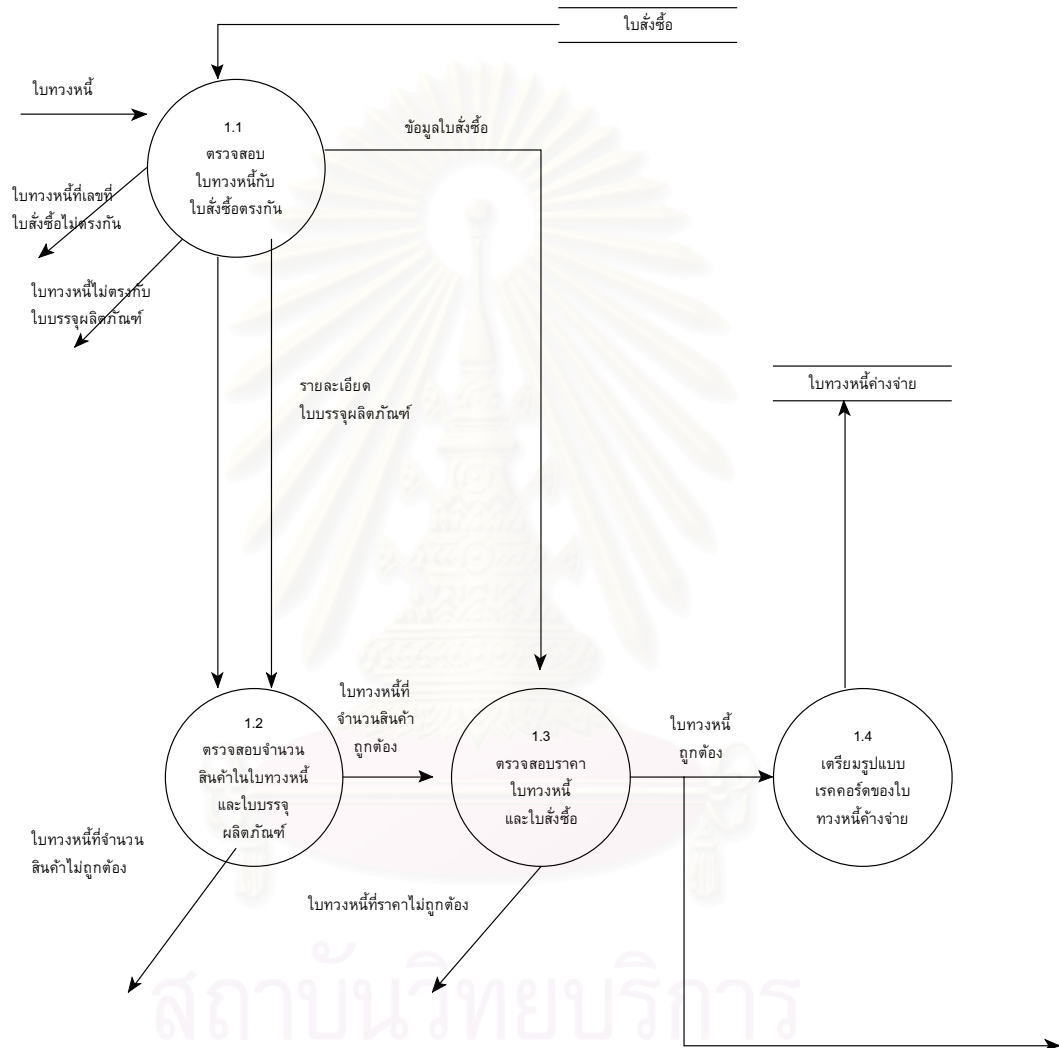 ใบสั่งซื้อ
ใบทวงหนี้
1.1
ตรวจสอบ
ใบทวงหนี้กับ
ใบสั่งซื้อตรงกัน
ข้อมูลใบสั่งซื้อ
ใบทวงหนี้ที่เลขที่
ใบสั่งซื้อไม่ตรงกัน
ใบทวงหนี้ไม่ตรงกับ
ใบบรรจุผลิตภัณฑ์
รายละเอียด
ใบบรรจุผลิตภัณฑ์
ใบทวงหนี้ค่างจ่าย
1.2
ตรวจสอบจำนวน
สินค้าในใบทวงหนี้
และใบบรรจุ
ผลิตภัณฑ์
ใบทวงหนี้ที่
จำนวนสินค้า
ถูกต้อง
1.3
ตรวจสอบราคา
ใบทวงหนี้
และใบสั่งซื้อ
ใบทวงหนี้
ถูกต้อง
1.4
เตรียมรูปแบบ
เรคคอร์ดของใบ
ทวงหนี้ค้างจ่าย
ใบทวงหนี้ที่จำนวน
สินค้าไม่ถูกต้อง
ใบทวงหนี้ที่ราคาไม่ถูกต้อง
สถาบันวิทยบริการ